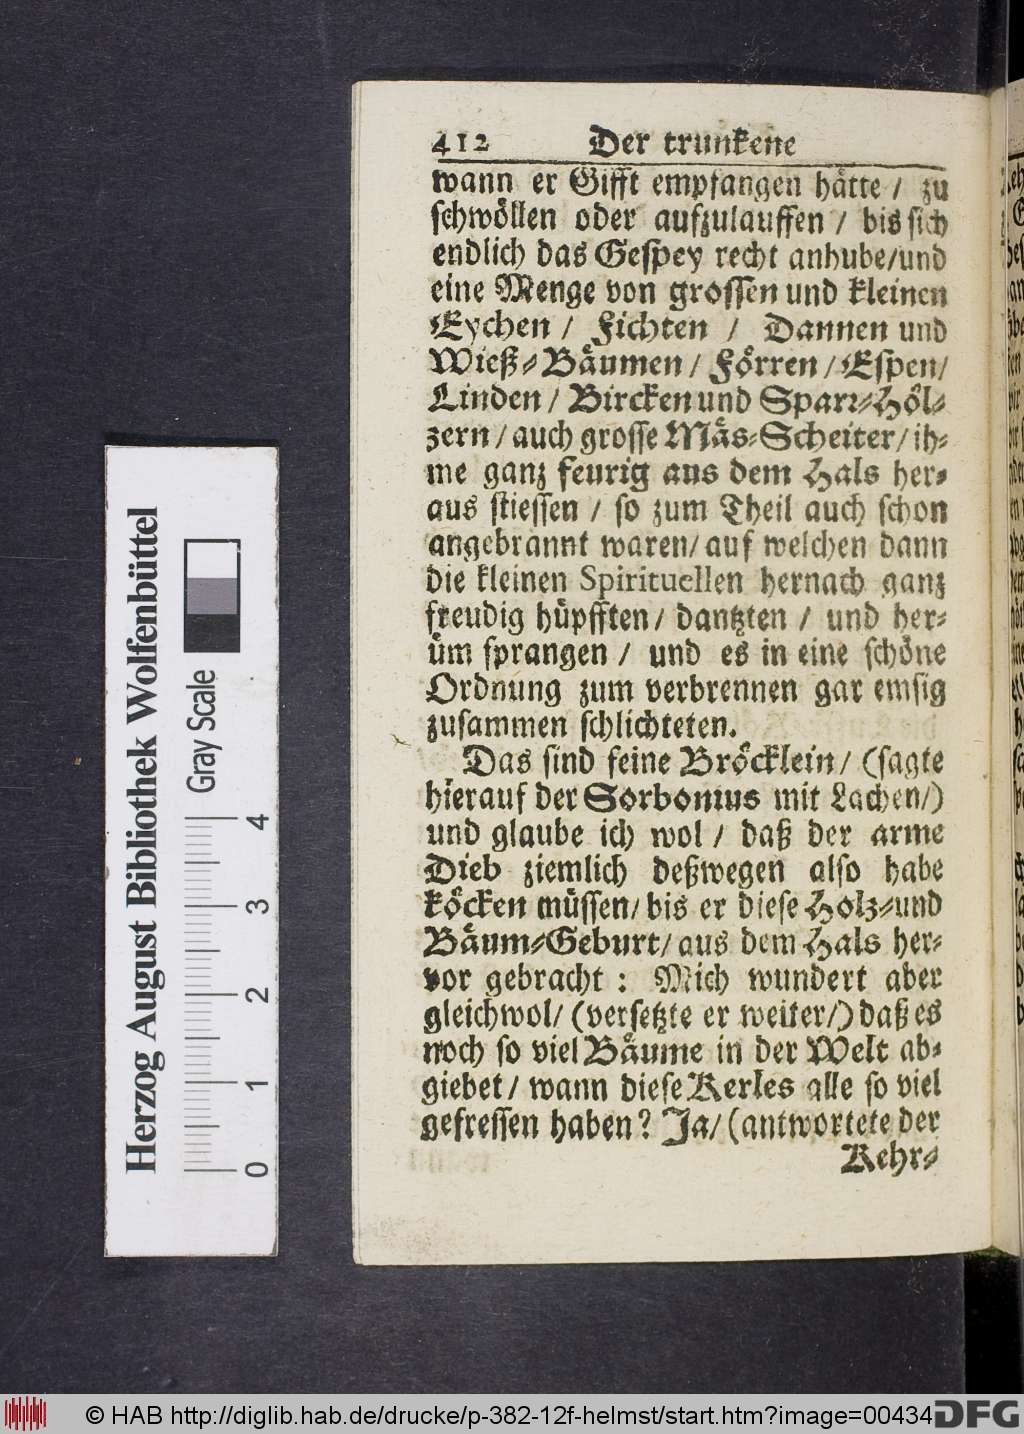 412 Der trunkene
wann er Gifft empfangen hätte / zu
schwöllen oder aufzulauffen / bis sich
endlich das Gespey recht anhube/und
eine Menge von grossen und kleinen
Eychen / Fichten / Dannen und
Wieß-Bäumen / Förren / Espen/
Linden / Bircken und Sparr-Höl-
zern / auch grosse Mäs-Scheiter/ ih-
me ganz feurig aus dem Hals her-
aus stiessen / so zum Theil auch schon
angebrannt waren/ auf welchen dann
die kleinen Spirituellen hernach ganz
freudig hüpfften / dantzten / und her-
üm sprangen / und es in eine schöne
Ordnung zum verbrennen gar emsig
zusammen schlichteten.
Das sind feine Bröcklein / (sagte
hierauf der Sorbonius mit Lachen/)
und glaube ich wol / daß der arme
Dieb ziemlich deßwegen also habe
köcken müssen/ bis er diese Holz-und
Bäum-Geburt/ aus dem Hals her-
vor gebracht : Mich wundert aber
gleichwol/ (versetzte er weiter/) daß es
noch so viel Bäume in der Welt ab-
giebet / wann diese Kerles alle so viel
gefressen haben? Ja/ (antwortete der
Kehr-
Herzog August Bibliothek Wolfenbüttel
Gray Scale
0 1 2 3 4
© HAB http://diglib.hab.de/drucke/p-382-12f-helmst/start.htm?image=00434
DFG